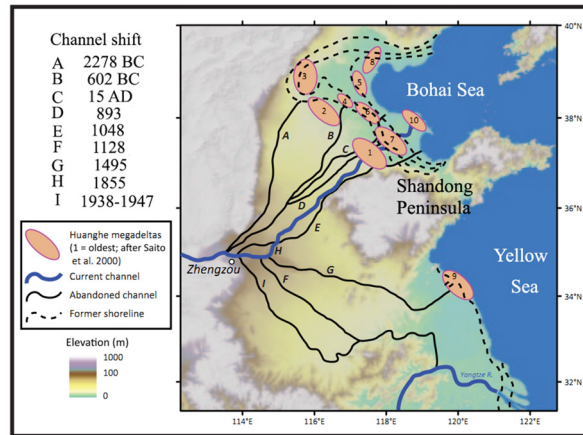 Channel shift
A 2278 BC
B 602 BC
C 15 AD
D 893
E 1048
F 1128
G 1495
H 1855
I 1938-1947
Huanghe megadeltas
(1 = oldest; after Saito
et al. 2000)
Current channel
Abandoned channel
Former shoreline
Elevation (m)
1000
100
0
40°N
38°N
36°N
34°N
32°N
114°E
116°E
118°E
120°E
122°E
Bohai Sea
Shandong
Peninsula
Yellow
Sea
Zhengzou
Yangtze R.
A
B
C
D
E
F
G
H
I
1
2
3
4
5
6
7
8
9
10